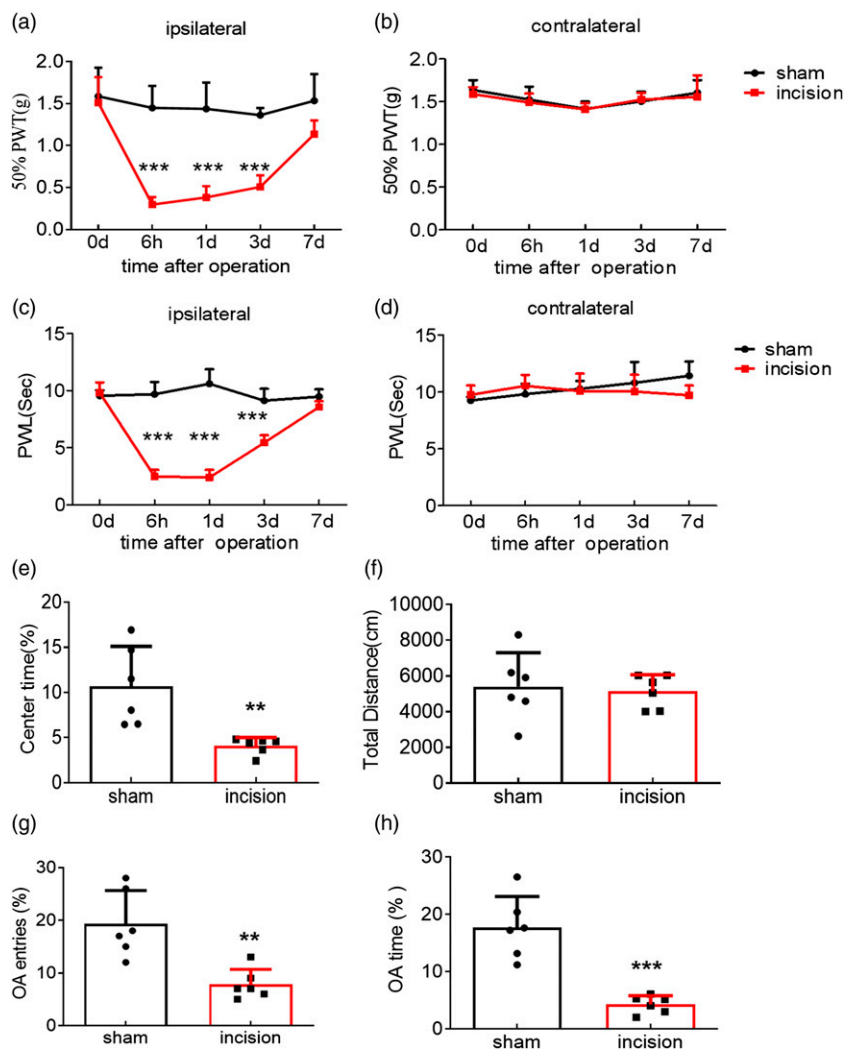 (a)
ipsilateral
50% PWT(g)
2.0
1.5
1.0
0.5
0.0
*** *** ***
0d 6h 1d 3d 7d
time after operation
(b)
contralateral
50% PWT(g)
2.0
1.5
1.0
0.5
0.0
0d 6h 1d 3d 7d
time after operation
sham
incision
(c)
ipsilateral
PWL(Sec)
15
10
5
0
*** *** ***
0d 6h 1d 3d 7d
time after operation
(d)
contralateral
PWL(Sec)
15
10
5
0
0d 6h 1d 3d 7d
time after operation
sham
incision
(e)
Center time(%)
20
15
10
5
0
**
sham incision
(f)
Total Distance(cm)
10000
8000
6000
4000
2000
0
sham incision
(g)
OA entries (%)
30
20
10
0
**
sham incision
(h)
OA time (% )
30
20
10
0
***
sham incision